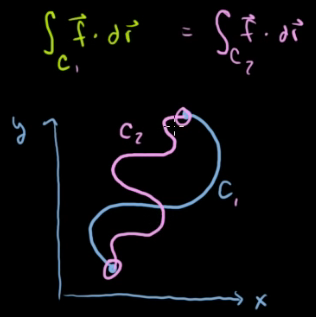 ∫_{C₁} f⃗ · dr⃗ = ∫_{C₂} f⃗ · dr⃗
y
C₂
C₁
x